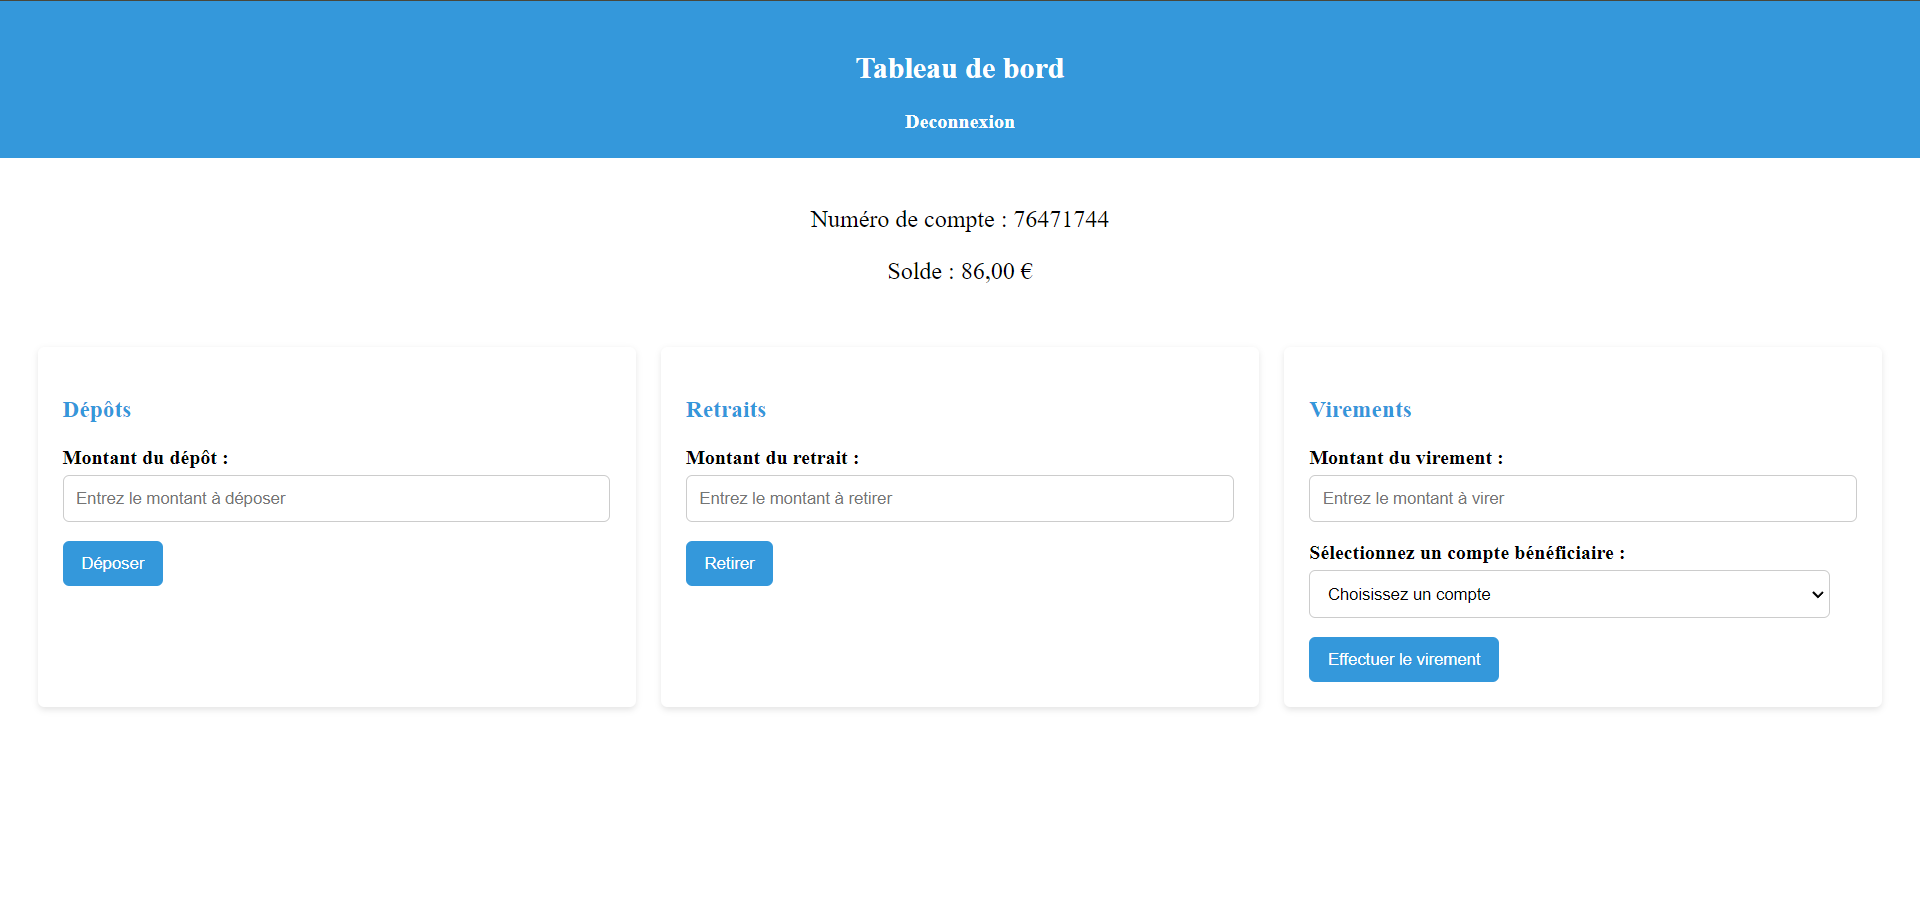 Tableau de bord
Deconnexion
Numéro de compte : 76471744
Solde : 86,00 €
Dépôts
Montant du dépôt :
Entrez le montant à déposer
Déposer
Retraits
Montant du retrait :
Entrez le montant à retirer
Retirer
Virements
Montant du virement :
Entrez le montant à virer
Sélectionnez un compte bénéficiaire :
Choisissez un compte
Effectuer le virement